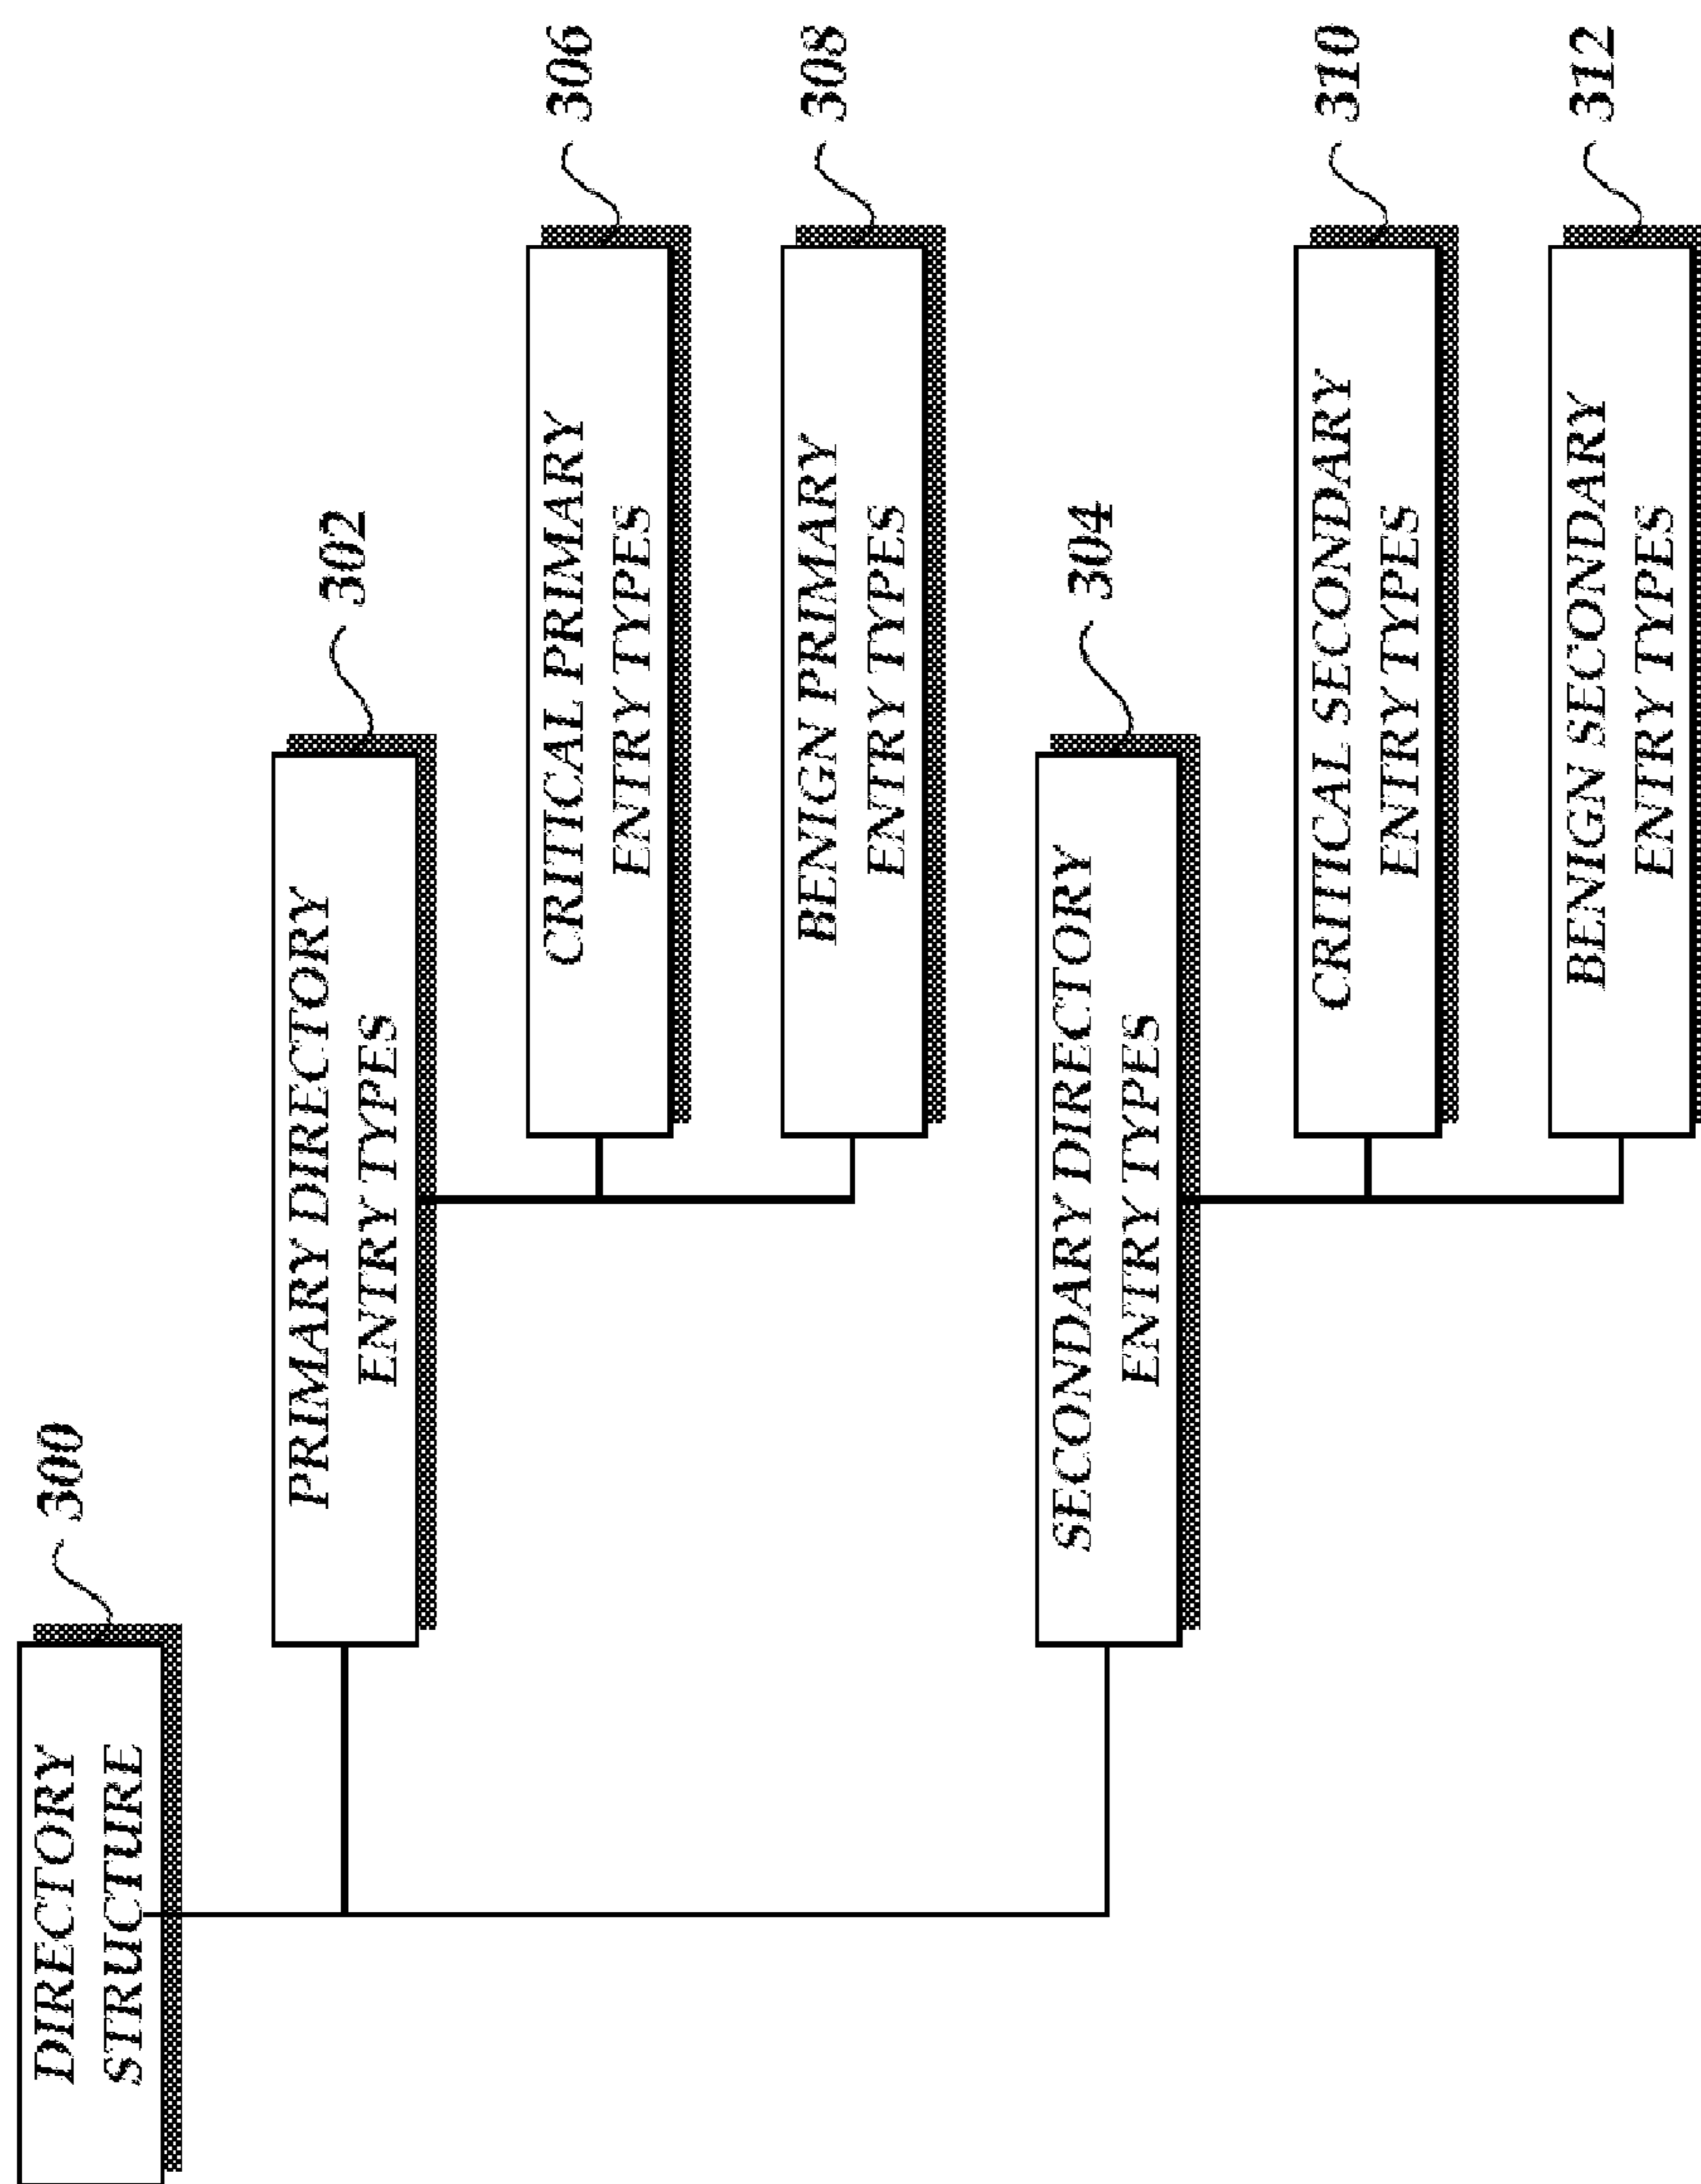 DIRECTORY
STRUCTURE
300
PRIMARY DIRECTORY
ENTRY TYPES
302
CRITICAL PRIMARY
ENTRY TYPES
306
BENIGN PRIMARY
ENTRY TYPES
308
SECONDARY DIRECTORY
ENTRY TYPES
304
CRITICAL SECONDARY
ENTRY TYPES
310
BENIGN SECONDARY
ENTRY TYPES
312